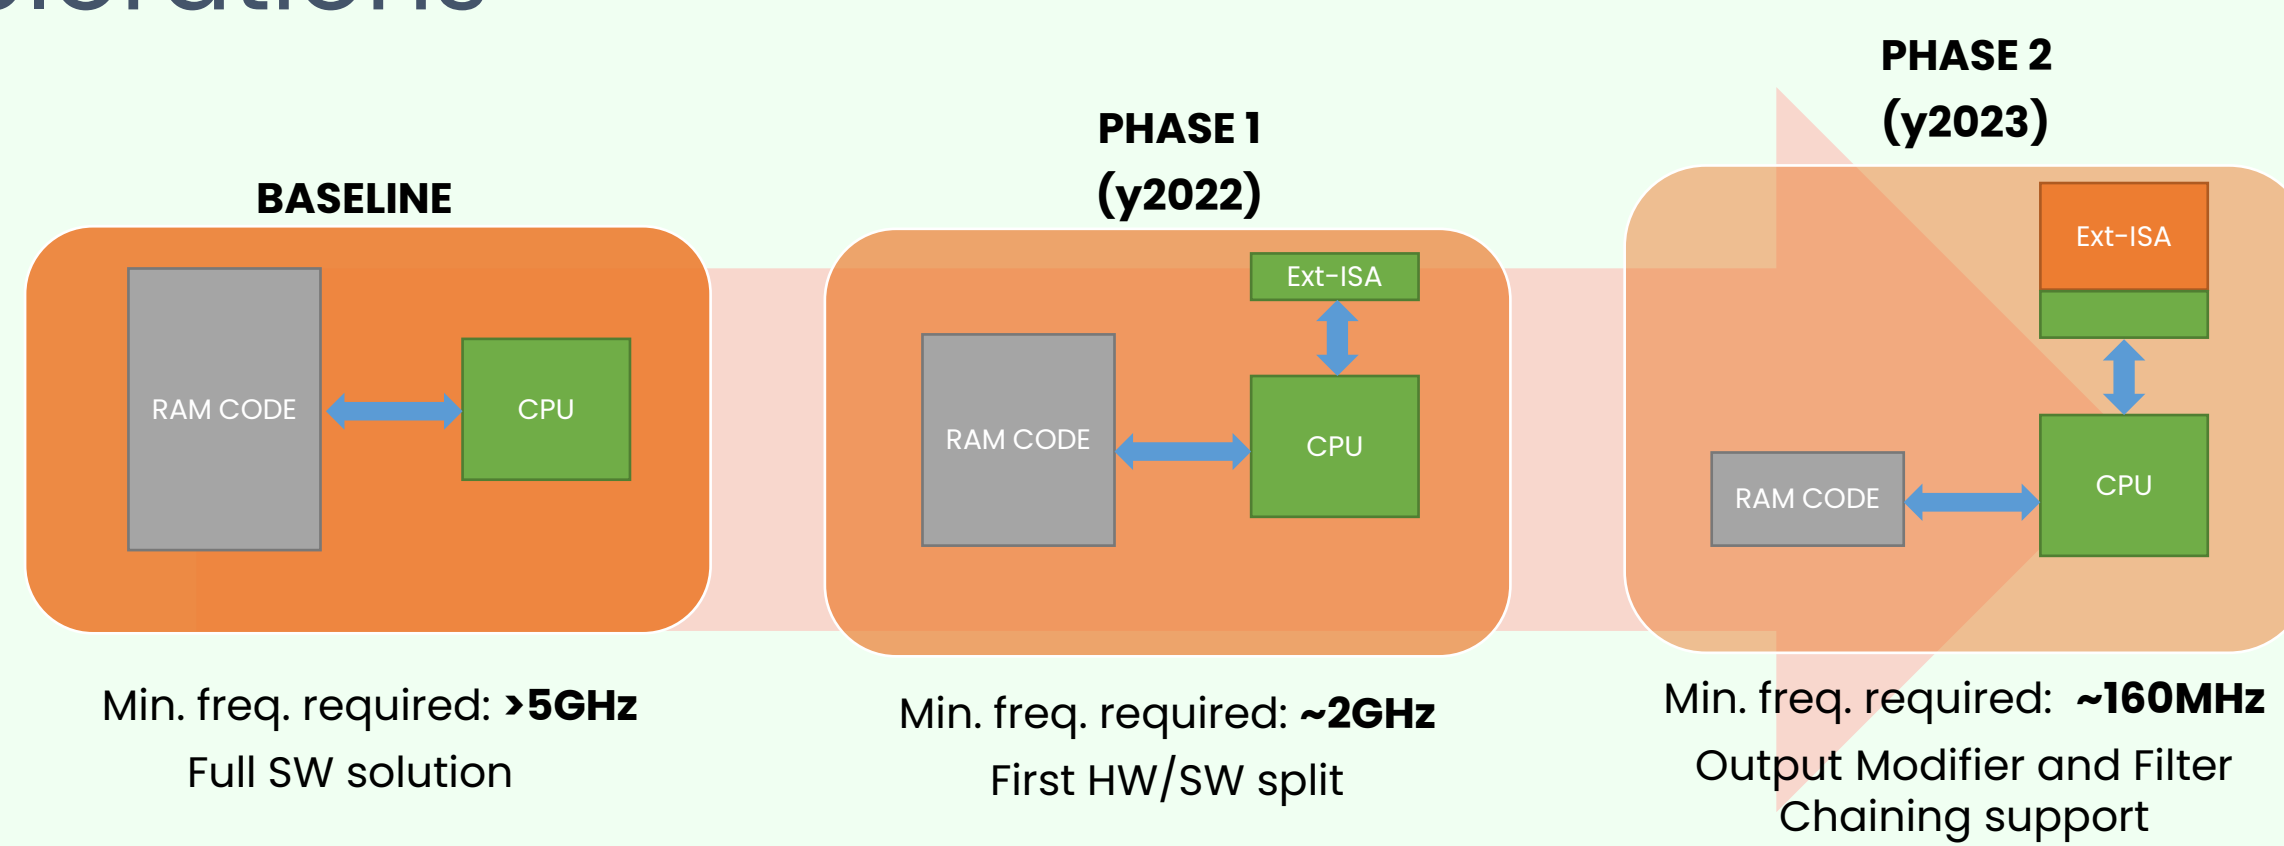 BASELINE
RAM CODE
CPU
Min. freq. required: >5GHz
Full SW solution
PHASE 1
(y2022)
Ext-ISA
RAM CODE
CPU
Min. freq. required: ~2GHz
First HW/SW split
PHASE 2
(y2023)
Ext-ISA
RAM CODE
CPU
Min. freq. required: ~160MHz
Output Modifier and Filter
Chaining support